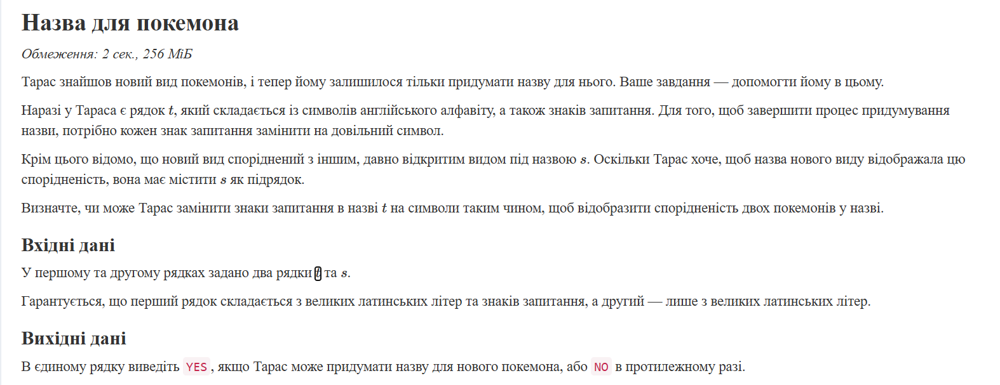 Назва для покемона
Обмеження: 2 сек., 256 МіБ
Тарас знайшов новий вид покемонів, і тепер йому залишилося тільки придумати назву для нього. Ваше завдання — допомогти йому в цьому.
Наразі у Тараса є рядок t, який складається із символів англійського алфавіту, а також знаків запитання. Для того, щоб завершити процес придумування
назви, потрібно кожен знак запитання замінити на довільний символ.
Крім цього відомо, що новий вид споріднений з іншим, давно відкритим видом під назвою s. Оскільки Тарас хоче, щоб назва нового виду відображала цю
спорідненість, вона має містити s як підрядок.
Визначте, чи може Тарас замінити знаки запитання в назві t на символи таким чином, щоб відобразити спорідненість двох покемонів у назві.
Вхідні дані
У першому та другому рядках задано два рядки t та s.
Гарантується, що перший рядок складається з великих латинських літер та знаків запитання, а другий — лише з великих латинських літер.
Вихідні дані
В єдиному рядку виведіть YES, якщо Тарас може придумати назву для нового покемона, або NO в протилежному разі.